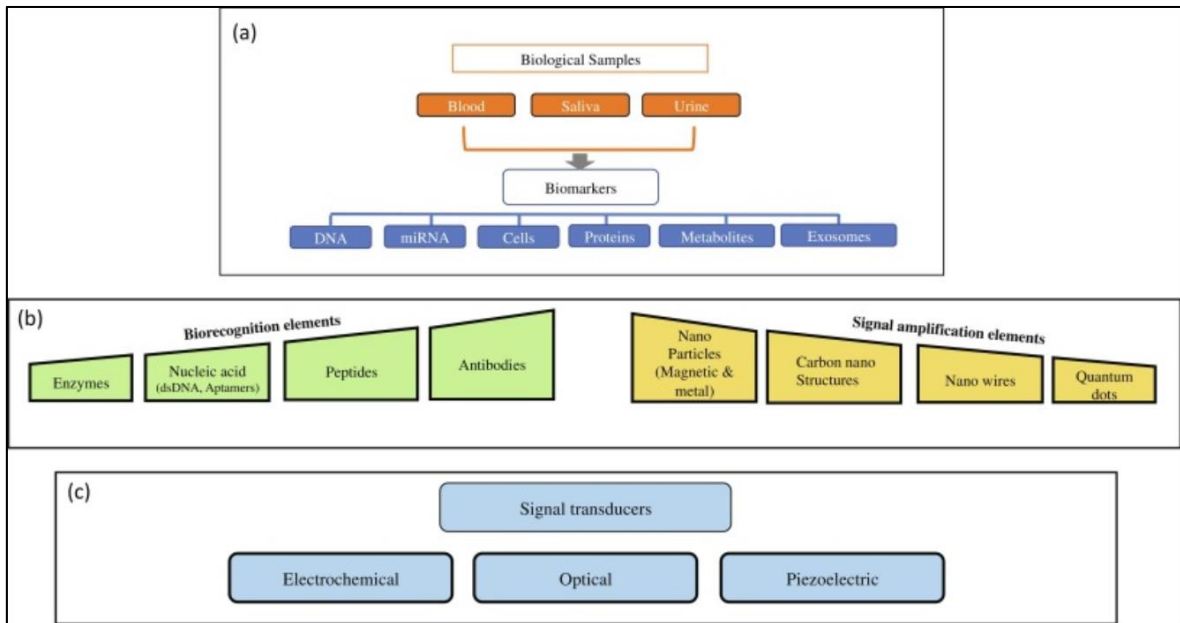 (a)
Biological Samples
Blood
Saliva
Urine
Biomarkers
DNA
miRNA
Cells
Proteins
Metabolites
Exosomes
(b)
Biorecognition elements
Enzymes
Nucleic acid
(dsDNA, Aptamers)
Peptides
Antibodies
Signal amplification elements
Nano
Particles
(Magnetic &
metal)
Carbon nano
Structures
Nano wires
Quantum
dots
(c)
Signal transducers
Electrochemical
Optical
Piezoelectric